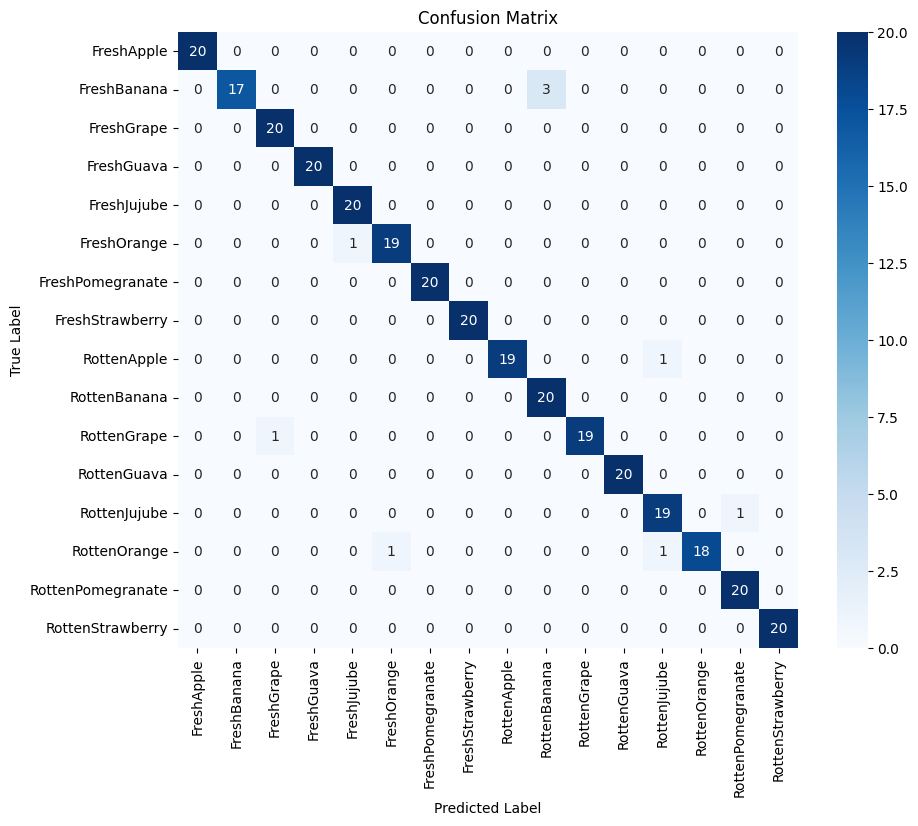 Confusion Matrix
True Label
FreshApple 20 0 0 0 0 0 0 0 0 0 0 0 0 0 0 0
FreshBanana 0 17 0 0 0 0 0 0 0 3 0 0 0 0 0 0
FreshGrape 0 0 20 0 0 0 0 0 0 0 0 0 0 0 0 0
FreshGuava 0 0 0 20 0 0 0 0 0 0 0 0 0 0 0 0
FreshJujube 0 0 0 0 20 0 0 0 0 0 0 0 0 0 0 0
FreshOrange 0 0 0 0 1 19 0 0 0 0 0 0 0 0 0 0
FreshPomegranate 0 0 0 0 0 0 20 0 0 0 0 0 0 0 0 0
FreshStrawberry 0 0 0 0 0 0 0 20 0 0 0 0 0 0 0 0
RottenApple 0 0 0 0 0 0 0 0 19 0 0 0 1 0 0 0
RottenBanana 0 0 0 0 0 0 0 0 0 20 0 0 0 0 0 0
RottenGrape 0 0 1 0 0 0 0 0 0 0 19 0 0 0 0 0
RottenGuava 0 0 0 0 0 0 0 0 0 0 0 20 0 0 0 0
RottenJujube 0 0 0 0 0 0 0 0 0 0 0 0 19 0 1 0
RottenOrange 0 0 0 0 0 1 0 0 0 0 0 0 1 18 0 0
RottenPomegranate 0 0 0 0 0 0 0 0 0 0 0 0 0 0 20 0
RottenStrawberry 0 0 0 0 0 0 0 0 0 0 0 0 0 0 0 20
FreshApple
FreshBanana
FreshGrape
FreshGuava
FreshJujube
FreshOrange
FreshPomegranate
FreshStrawberry
RottenApple
RottenBanana
RottenGrape
RottenGuava
RottenJujube
RottenOrange
RottenPomegranate
RottenStrawberry
Predicted Label
20.0
17.5
15.0
12.5
10.0
7.5
5.0
2.5
0.0